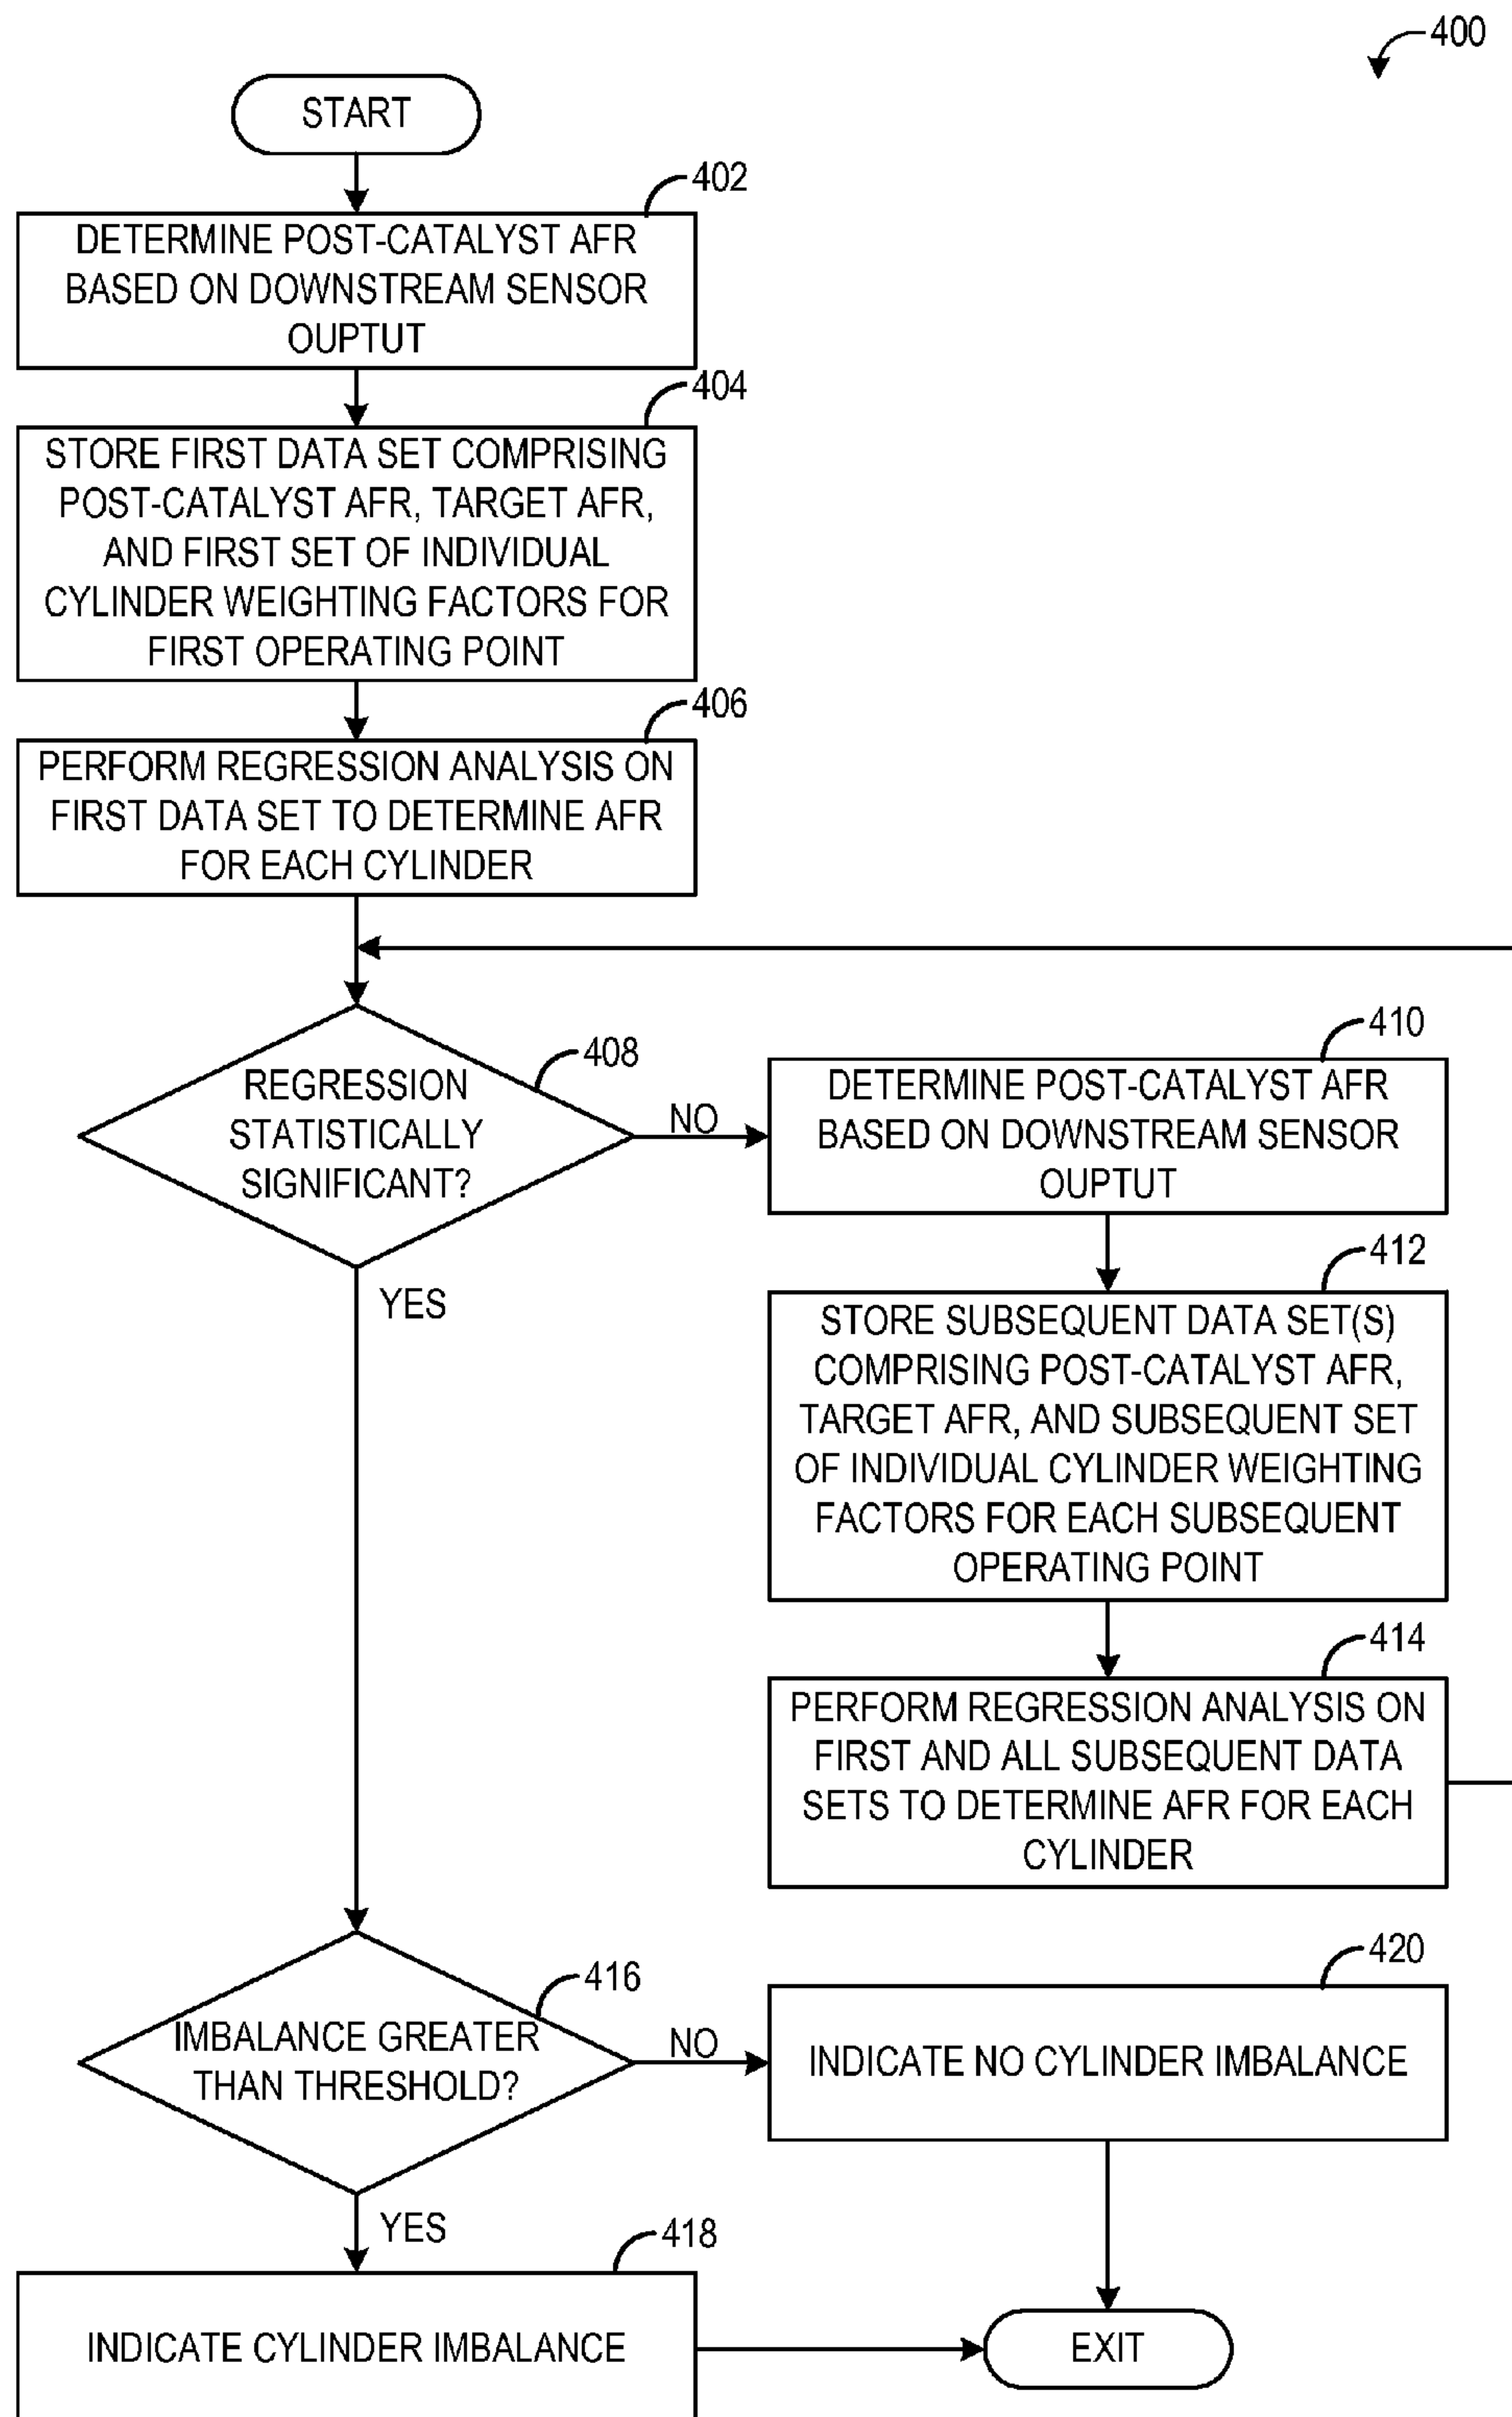 400
START
402
DETERMINE POST-CATALYST AFR
BASED ON DOWNSTREAM SENSOR
OUPTUT
404
STORE FIRST DATA SET COMPRISING
POST-CATALYST AFR, TARGET AFR,
AND FIRST SET OF INDIVIDUAL
CYLINDER WEIGHTING FACTORS FOR
FIRST OPERATING POINT
406
PERFORM REGRESSION ANALYSIS ON
FIRST DATA SET TO DETERMINE AFR
FOR EACH CYLINDER
408
REGRESSION
STATISTICALLY
SIGNIFICANT?
NO
YES
410
DETERMINE POST-CATALYST AFR
BASED ON DOWNSTREAM SENSOR
OUPTUT
412
STORE SUBSEQUENT DATA SET(S)
COMPRISING POST-CATALYST AFR,
TARGET AFR, AND SUBSEQUENT SET
OF INDIVIDUAL CYLINDER WEIGHTING
FACTORS FOR EACH SUBSEQUENT
OPERATING POINT
414
PERFORM REGRESSION ANALYSIS ON
FIRST AND ALL SUBSEQUENT DATA
SETS TO DETERMINE AFR FOR EACH
CYLINDER
416
IMBALANCE GREATER
THAN THRESHOLD?
NO
YES
420
INDICATE NO CYLINDER IMBALANCE
418
INDICATE CYLINDER IMBALANCE
EXIT